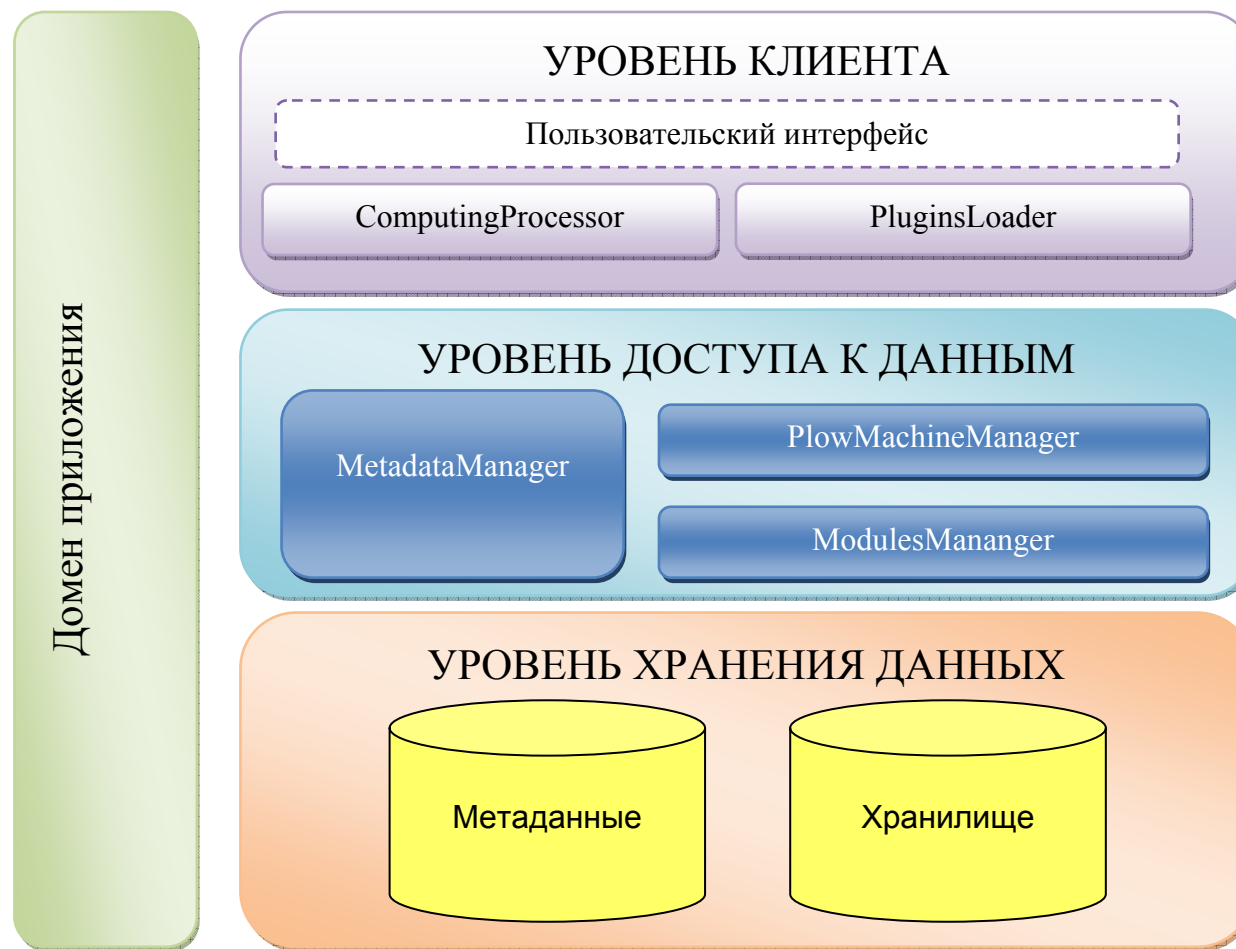 Домен приложения
УРОВЕНЬ КЛИЕНТА
Пользовательский интерфейс
ComputingProcessor
PluginsLoader
УРОВЕНЬ ДОСТУПА К ДАННЫМ
MetadataManager
PlowMachineManager
ModulesMananger
УРОВЕНЬ ХРАНЕНИЯ ДАННЫХ
Метаданные
Хранилище